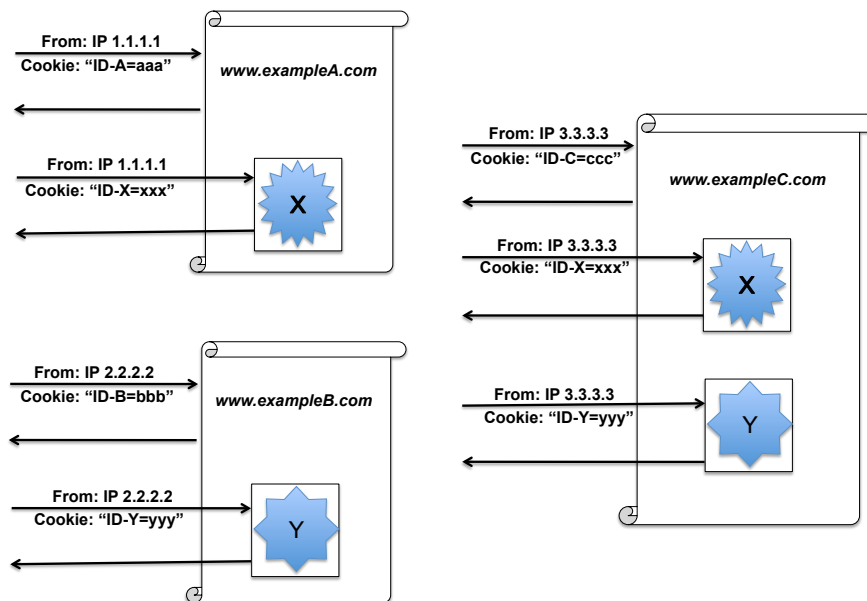 From: IP 1.1.1.1
Cookie: “ID-A=aaa”
www.exampleA.com
From: IP 1.1.1.1
Cookie: “ID-X=xxx”
X
From: IP 2.2.2.2
Cookie: “ID-B=bbb”
www.exampleB.com
From: IP 2.2.2.2
Cookie: “ID-Y=yyy”
Y
From: IP 3.3.3.3
Cookie: “ID-C=ccc”
www.exampleC.com
From: IP 3.3.3.3
Cookie: “ID-X=xxx”
X
From: IP 3.3.3.3
Cookie: “ID-Y=yyy”
Y